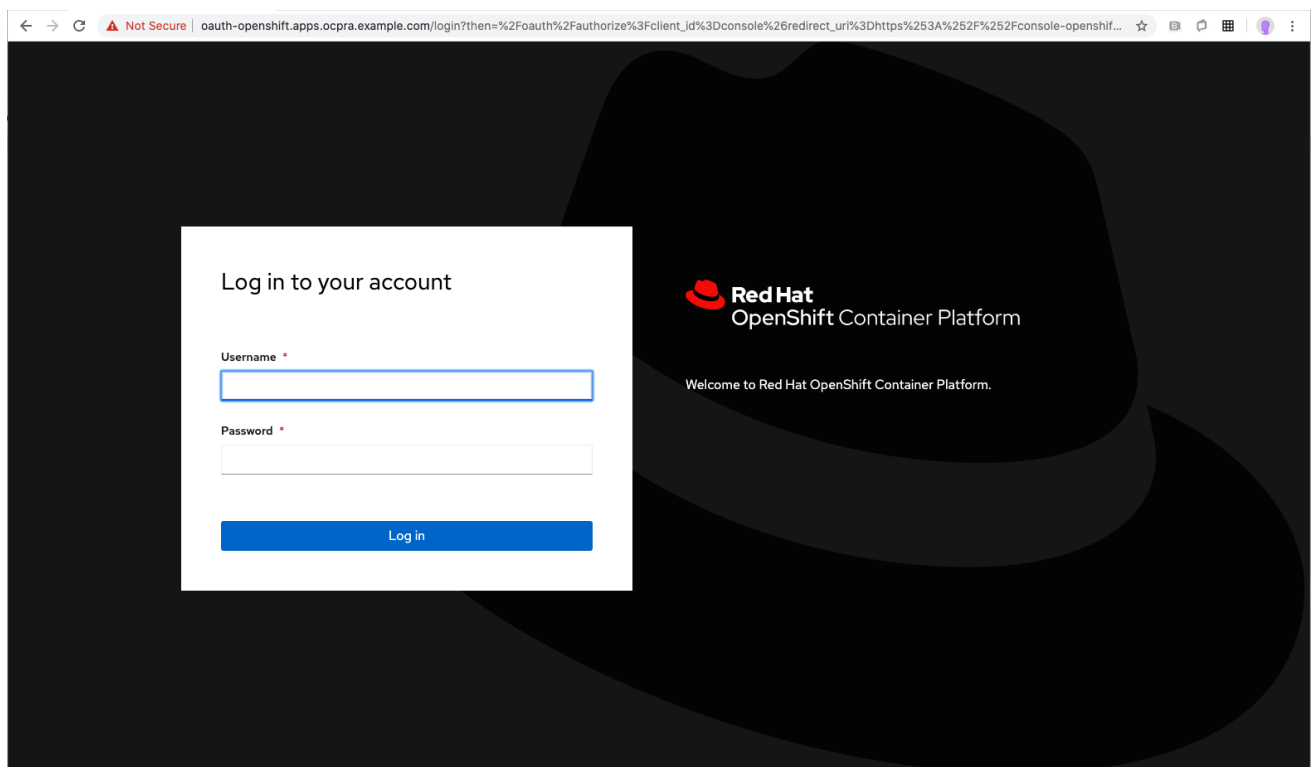 Not Secure
oauth-openshift.apps.ocpra.example.com/login?then=%2Foauth%2Fauthorize%3Fclient_id%3Dconsole%26redirect_uri%3Dhttps%253A%252F%252Fconsole-openshif...
Log in to your account
Username *
Password *
Log in
Red Hat
OpenShift Container Platform
Welcome to Red Hat OpenShift Container Platform.